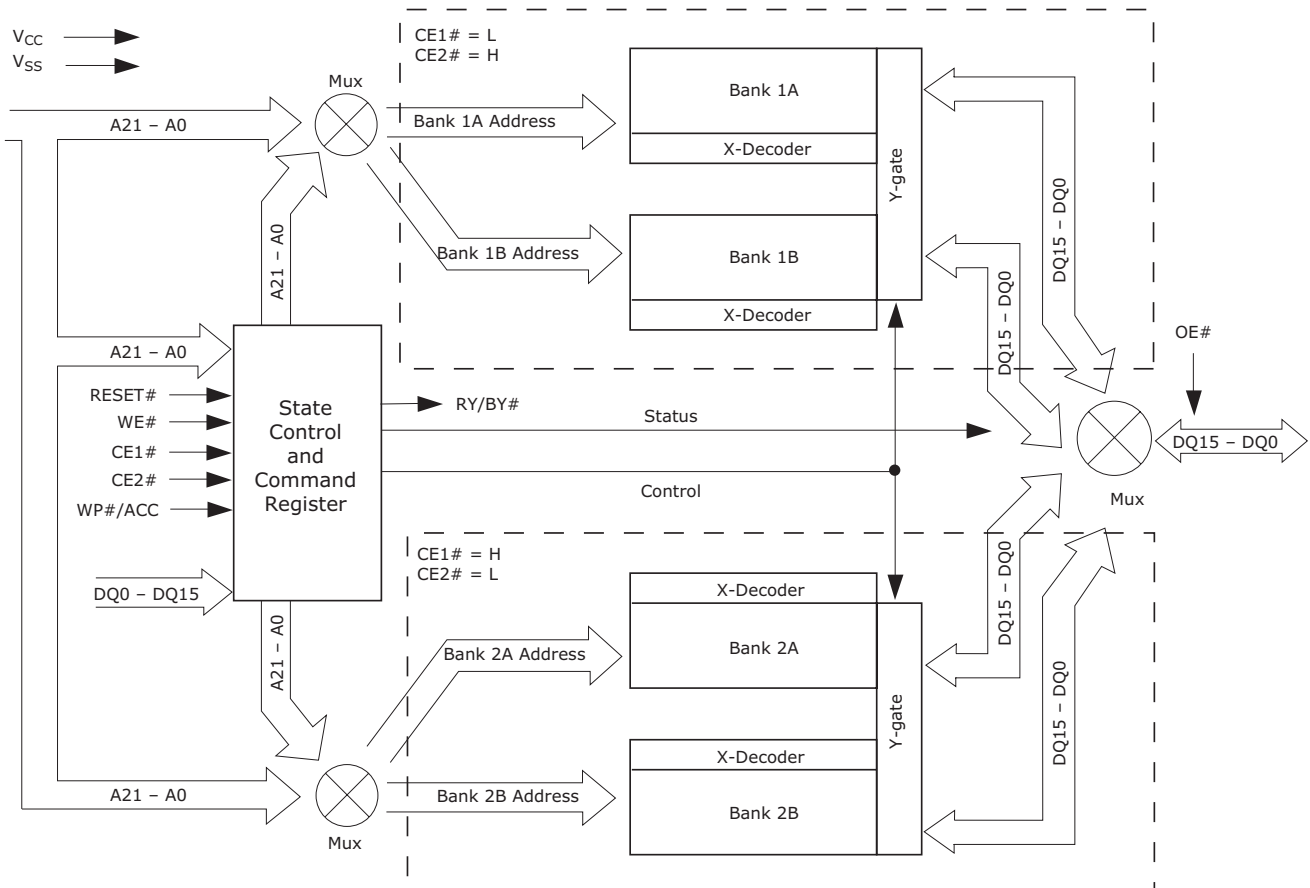 VCC
VSS
CE1# = L
CE2# = H
Mux
A21 – A0
Bank 1A Address
Bank 1A
X-Decoder
Y-gate
DQ15 – DQ0
A21 – A0
Bank 1B Address
Bank 1B
X-Decoder
DQ15 – DQ0
A21 – A0
RESET#
WE#
CE1#
CE2#
WP#/ACC
DQ0 – DQ15
State
Control
and
Command
Register
RY/BY#
Status
Control
OE#
DQ15 – DQ0
Mux
CE1# = H
CE2# = L
A21 – A0
X-Decoder
Bank 2A Address
Bank 2A
DQ15 – DQ0
Y-gate
DQ15 – DQ0
X-Decoder
A21 – A0
Bank 2B Address
Bank 2B
Mux